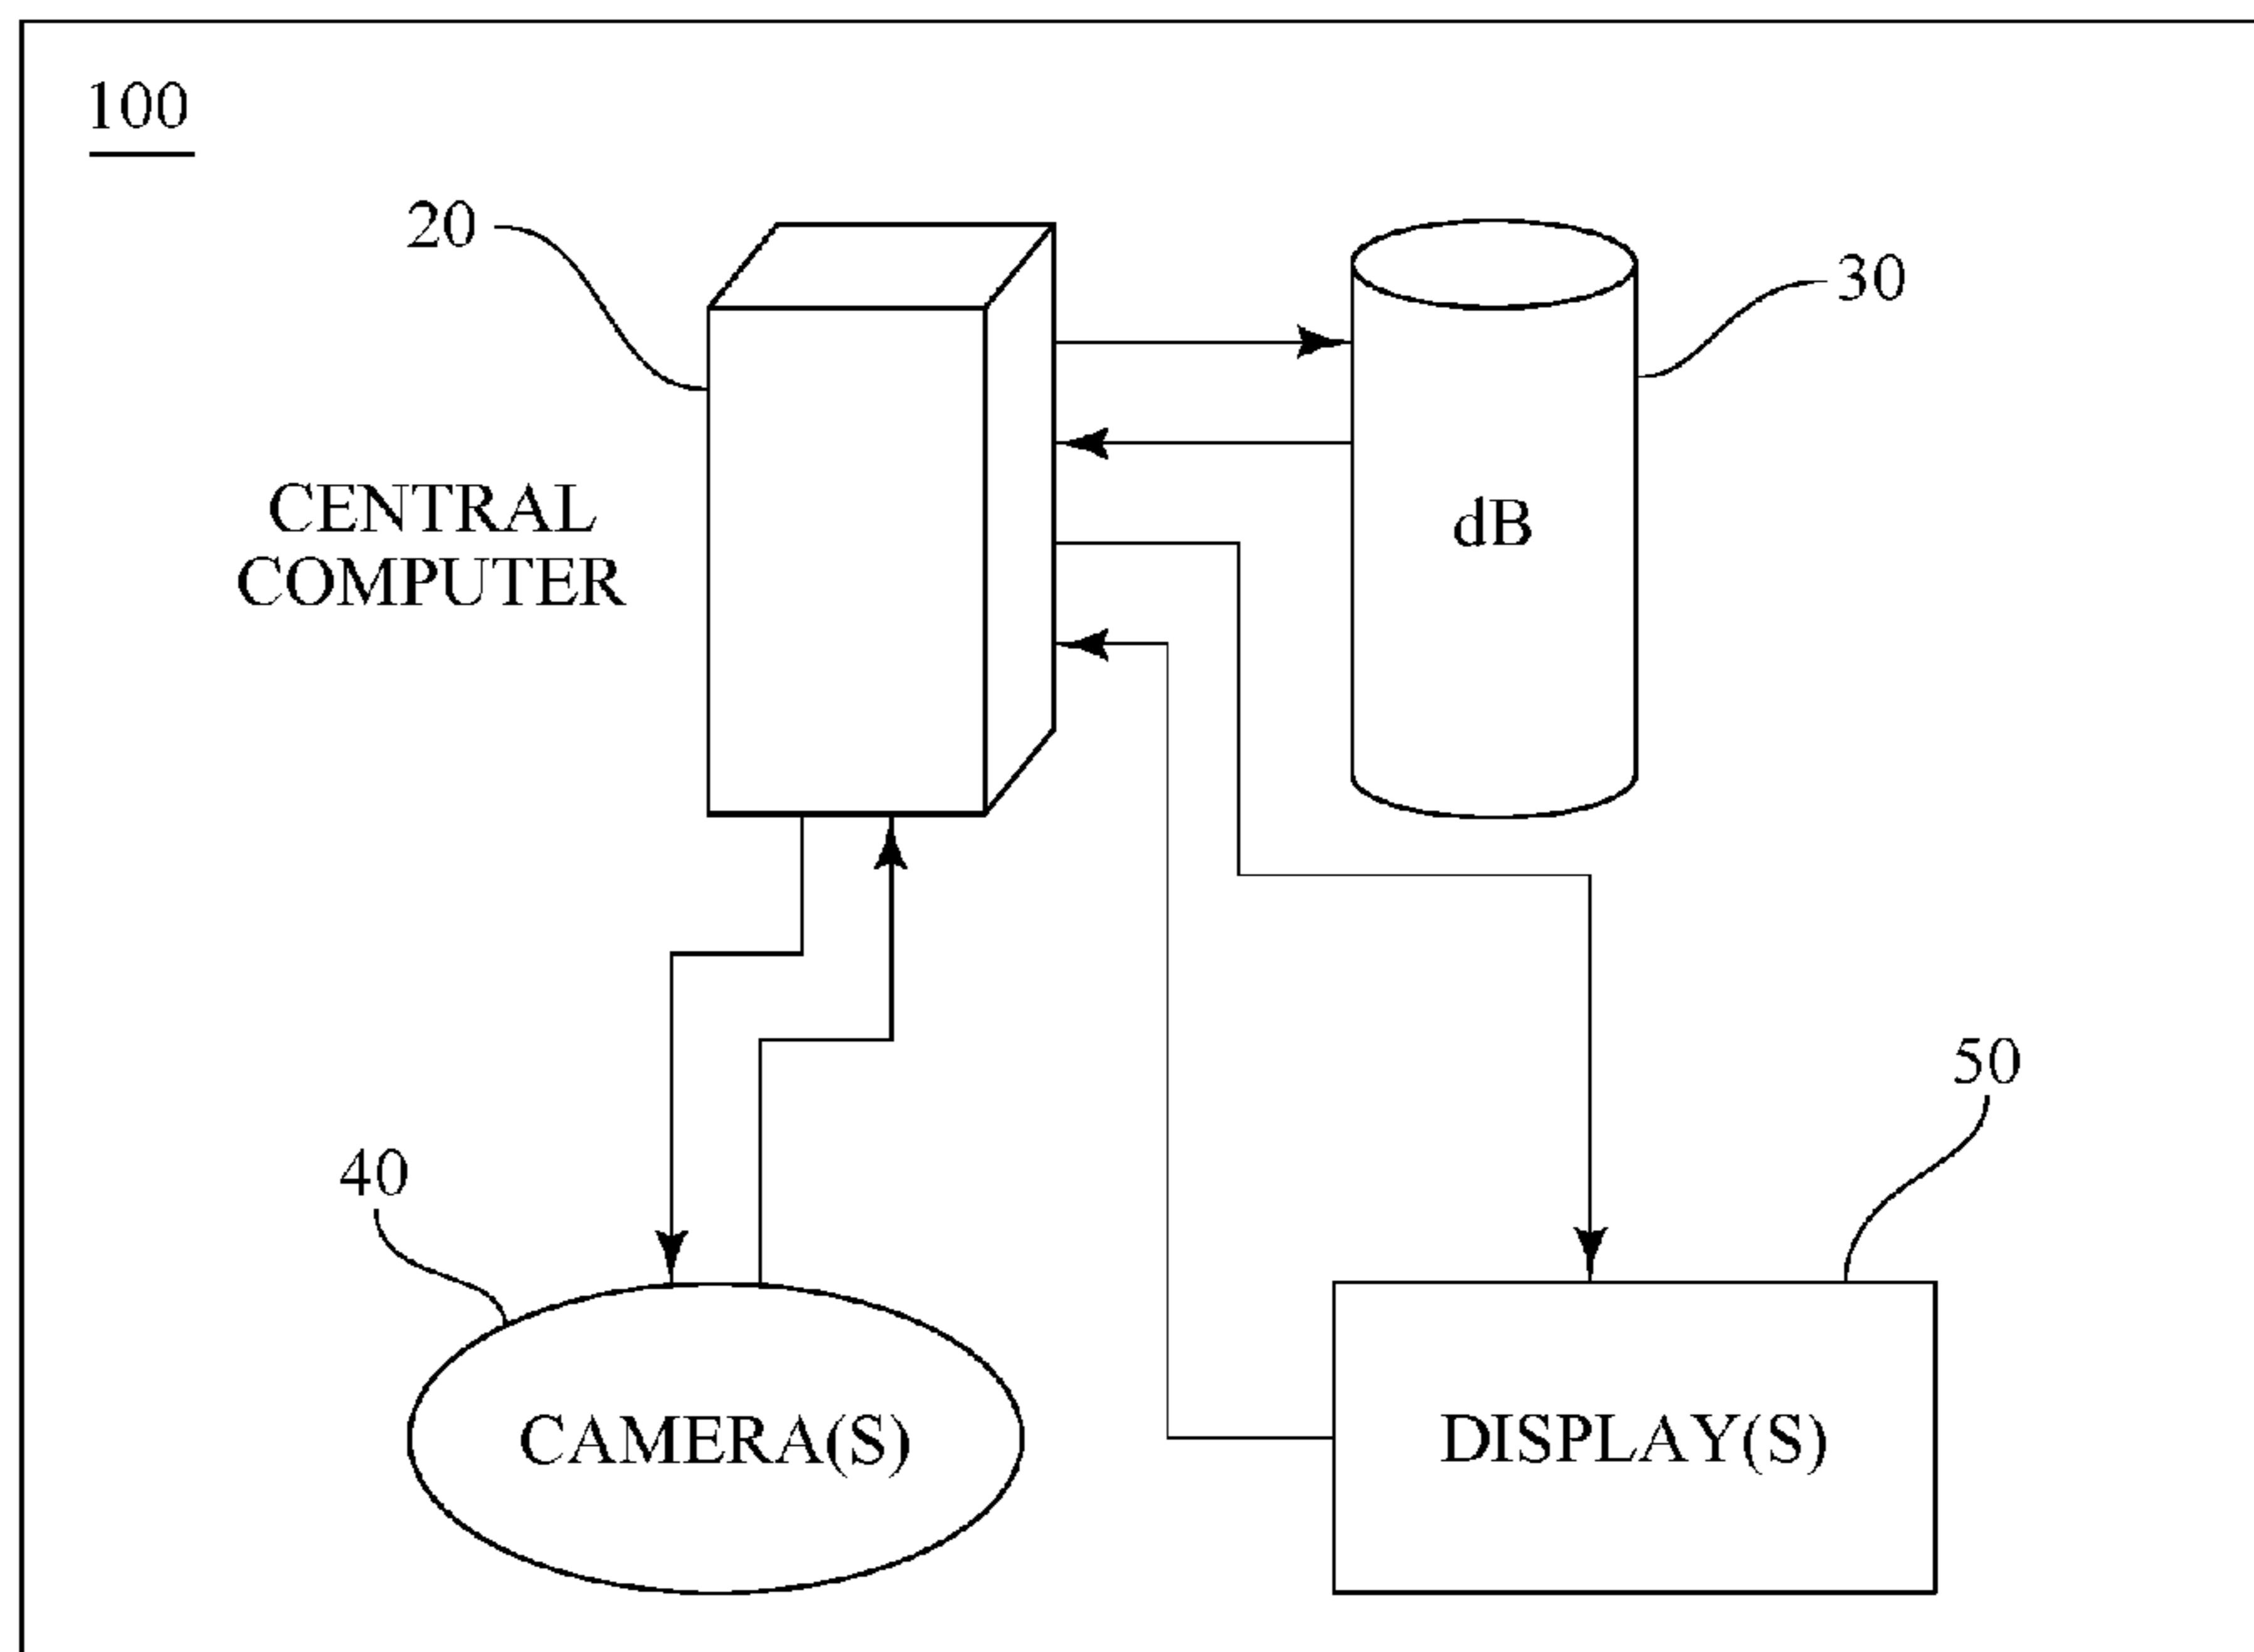 100
20
30
CENTRAL
COMPUTER
dB
50
40
CAMERA(S)
DISPLAY(S)